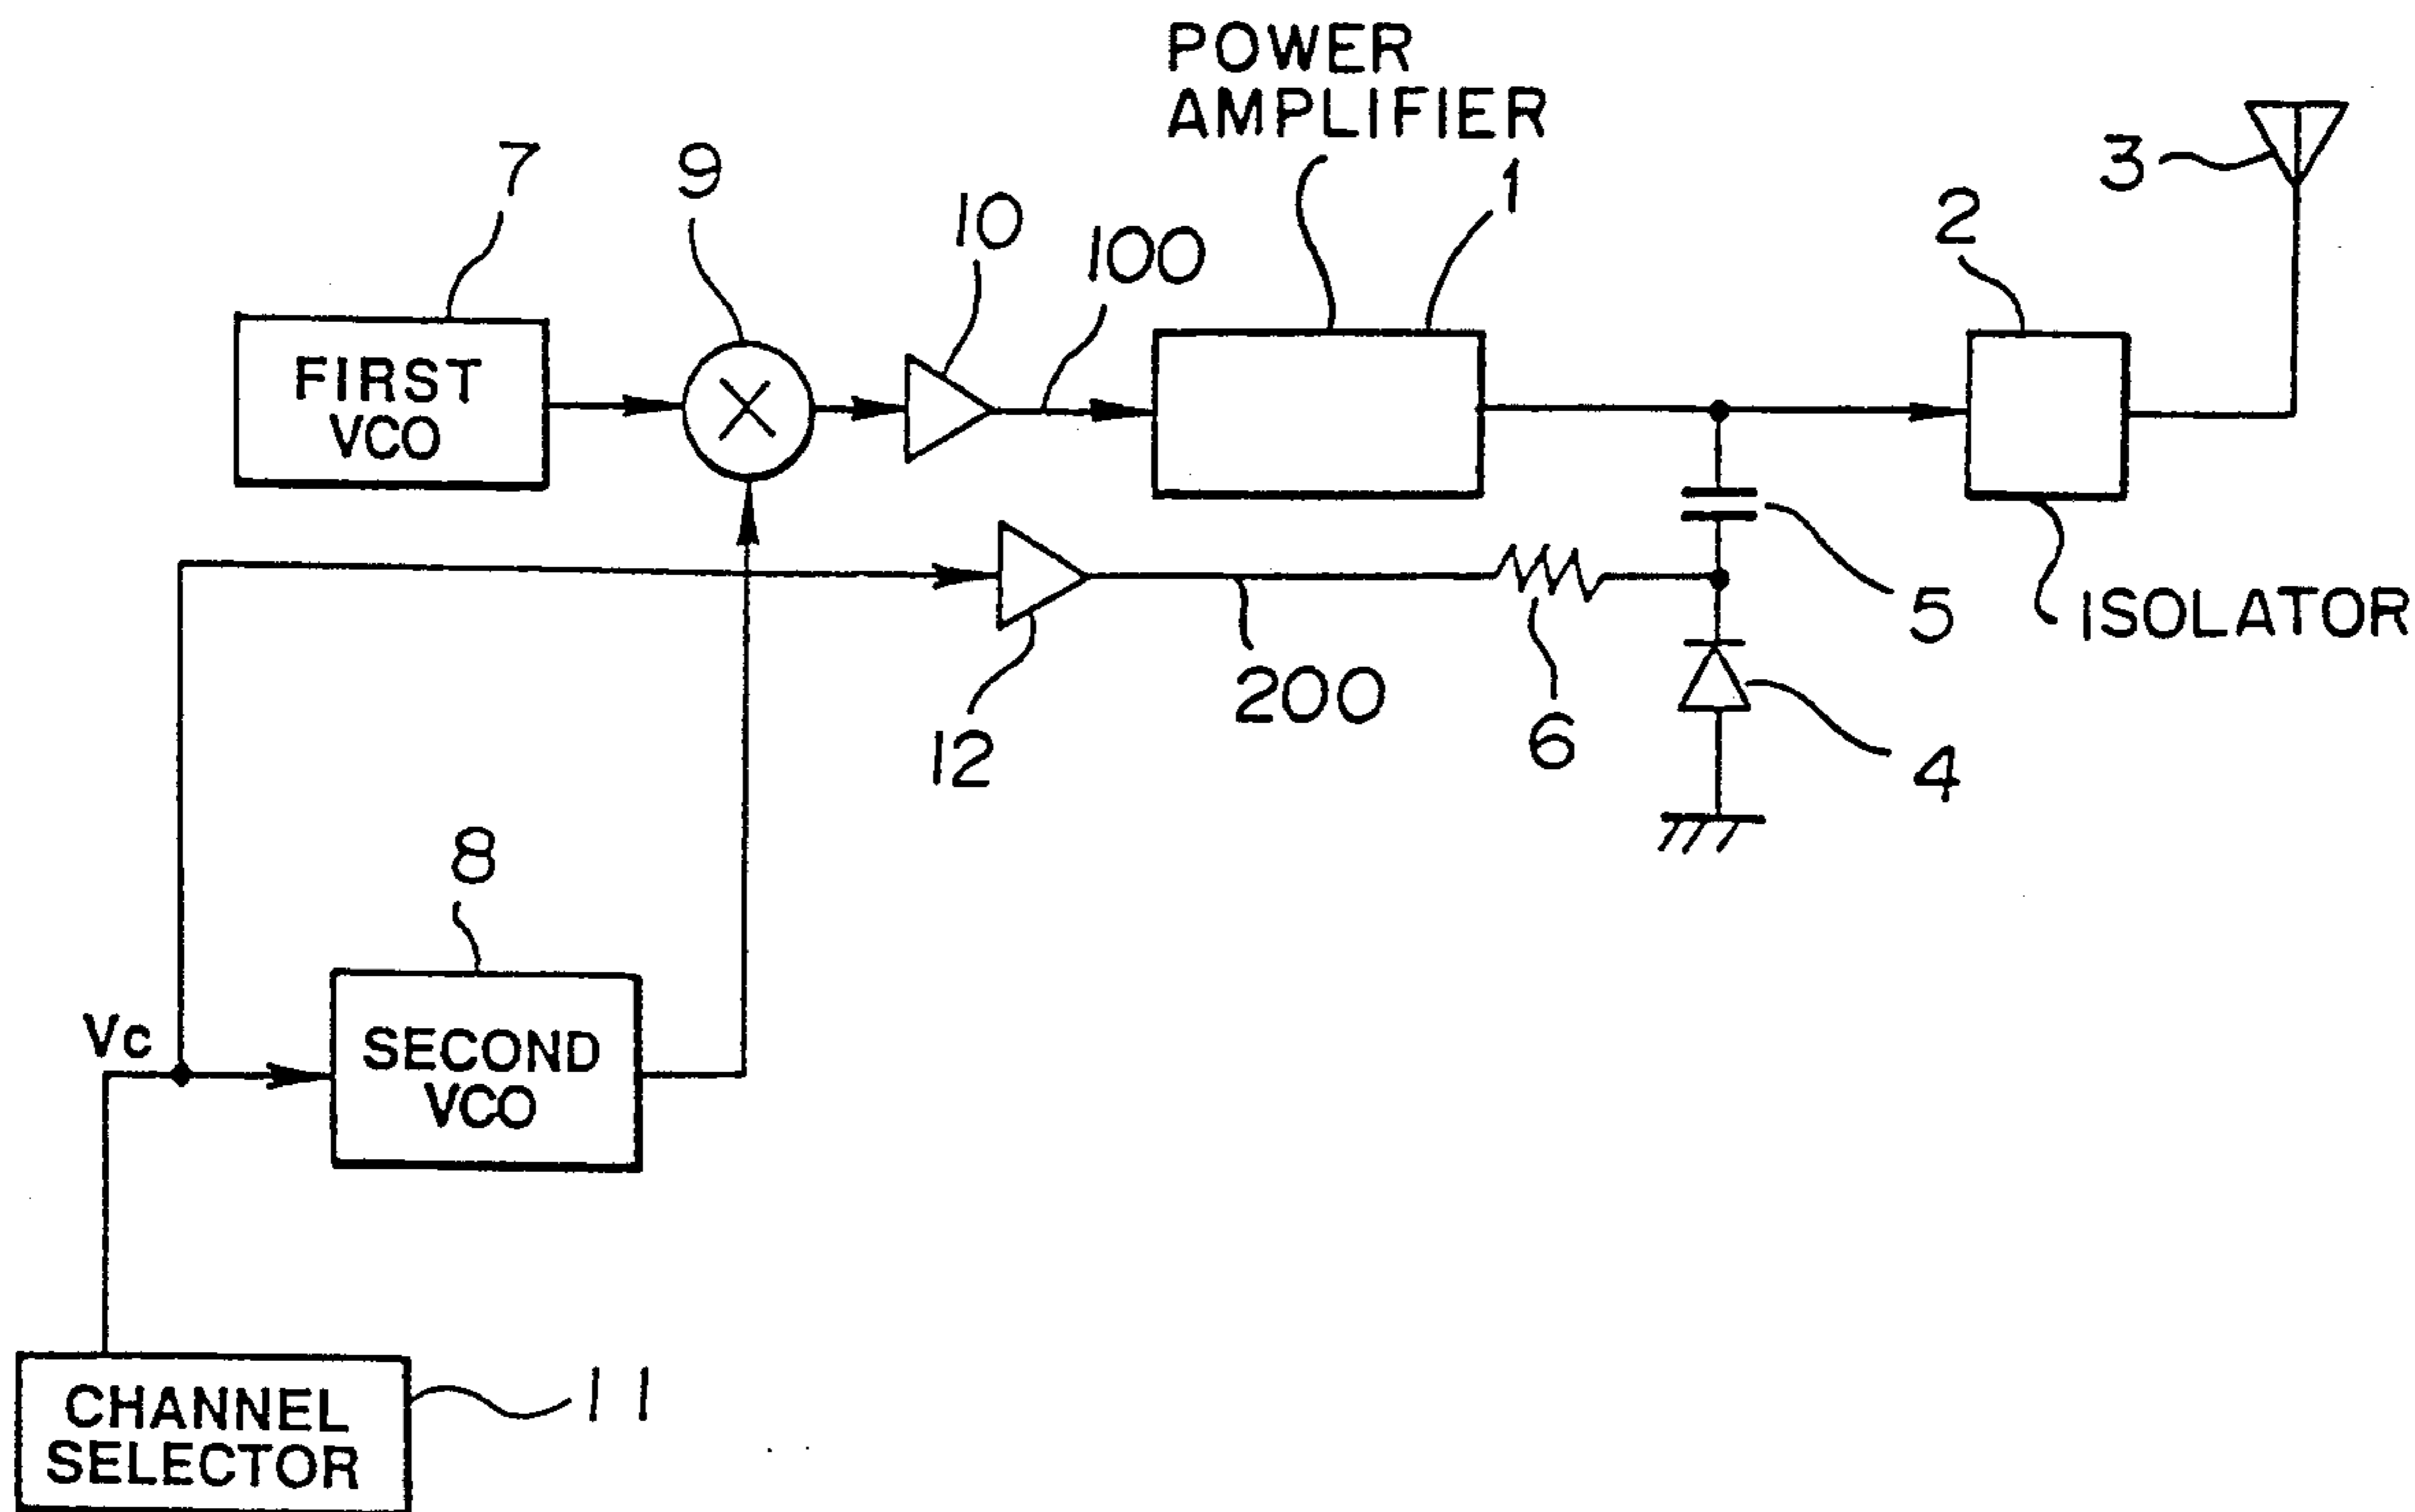 POWER
AMPLIFIER
7
9
10
100
1
2
3
FIRST
VCO
5
ISOLATOR
200
6
12
4
8
Vc
SECOND
VCO
CHANNEL
SELECTOR
11